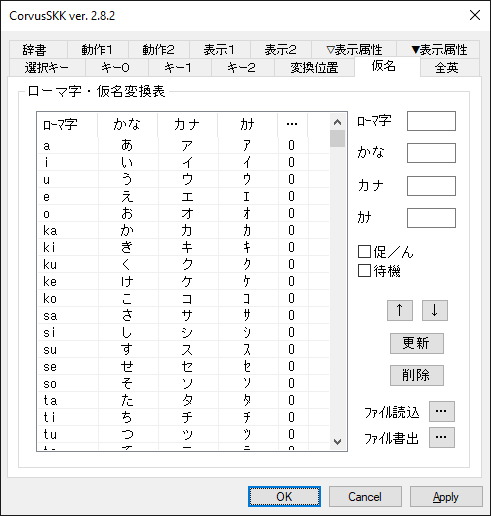 CorvusSKK ver. 2.8.2
辞書 動作1 動作2 表示1 表示2 ▽表示属性 ▼表示属性
選択キー キー0 キー1 キー2 変換位置 仮名 全英
ローマ字・仮名変換表
ﾛｰﾏ字 かな カナ ｶﾅ ...
a あ ア ｱ 0
i い イ ｲ 0
u う ウ ｳ 0
e え エ ｴ 0
o お オ ｵ 0
ka か カ ｶ 0
ki き キ ｷ 0
ku く ク ｸ 0
ke け ケ ｹ 0
ko こ コ ｺ 0
sa さ サ ｻ 0
si し シ ｼ 0
su す ス ｽ 0
se せ セ ｾ 0
so そ ソ ｿ 0
ta た タ ﾀ 0
ti ち チ ﾁ 0
tu つ ツ ﾂ 0
ﾛｰﾏ字
かな
カナ
ｶﾅ
促／ん
待機
↑ ↓
更新
削除
ﾌｧｲﾙ読込 ...
ﾌｧｲﾙ書出 ...
OK Cancel Apply